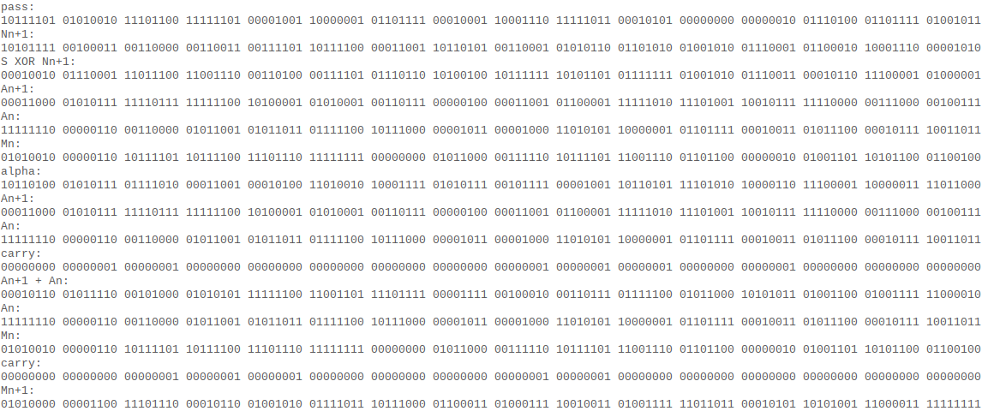 pass:
10111101 01010010 11101100 11111101 00001001 10000001 01101111 00010001 10001110 11111011 00010101 00000000 00000010 01110100 01101111 01001011
Nn+1:
10101111 00100011 00110000 00110011 00111101 10111100 00011001 10110101 00110001 01010110 01101010 01001010 01110001 01100010 10001110 00001010
S XOR Nn+1:
00010010 01110001 11011100 11001110 00110100 00111101 01110110 10100100 10111111 10101101 01111111 01001010 01110011 00010110 11100001 01000001
An+1:
00011000 01010111 11110111 11111100 10100001 01010001 00110111 00000100 00011001 01100001 11111010 11101001 10010111 11110000 00111000 00100111
An:
11111110 00000110 00110000 01011001 01011011 01111100 10111000 00001011 00001000 11010101 10000001 01101111 00010011 01011100 00010111 10011011
Mn:
01010010 00000110 10111101 10111100 11101110 11111111 00000000 01011000 00111110 10111101 11001110 01101100 00000010 01001101 10101100 01100100
alpha:
10110100 01010111 01111010 00011001 00010100 11010010 10001111 01010111 00101111 00001001 10110101 11101010 10000110 11100001 10000011 11011000
An+1:
00011000 01010111 11110111 11111100 10100001 01010001 00110111 00000100 00011001 01100001 11111010 11101001 10010111 11110000 00111000 00100111
An:
11111110 00000110 00110000 01011001 01011011 01111100 10111000 00001011 00001000 11010101 10000001 01101111 00010011 01011100 00010111 10011011
carry:
00000000 00000001 00000001 00000000 00000000 00000000 00000000 00000000 00000001 00000001 00000001 00000000 00000001 00000000 00000000 00000000
An+1 + An:
00010110 01011110 00101000 01010101 11111100 11001101 11101111 00001111 00100010 00110111 01111100 01011000 10101011 01001100 01001111 11000010
An:
11111110 00000110 00110000 01011001 01011011 01111100 10111000 00001011 00001000 11010101 10000001 01101111 00010011 01011100 00010111 10011011
Mn:
01010010 00000110 10111101 10111100 11101110 11111111 00000000 01011000 00111110 10111101 11001110 01101100 00000010 01001101 10101100 01100100
carry:
00000000 00000000 00000001 00000001 00000001 00000000 00000000 00000000 00000001 00000001 00000000 00000000 00000000 00000000 00000000 00000000
Mn+1:
01010000 00001100 11101110 00010110 01001010 01111011 10111000 01100011 01000111 10010011 01001111 11011011 00010101 10101001 11000011 11111111